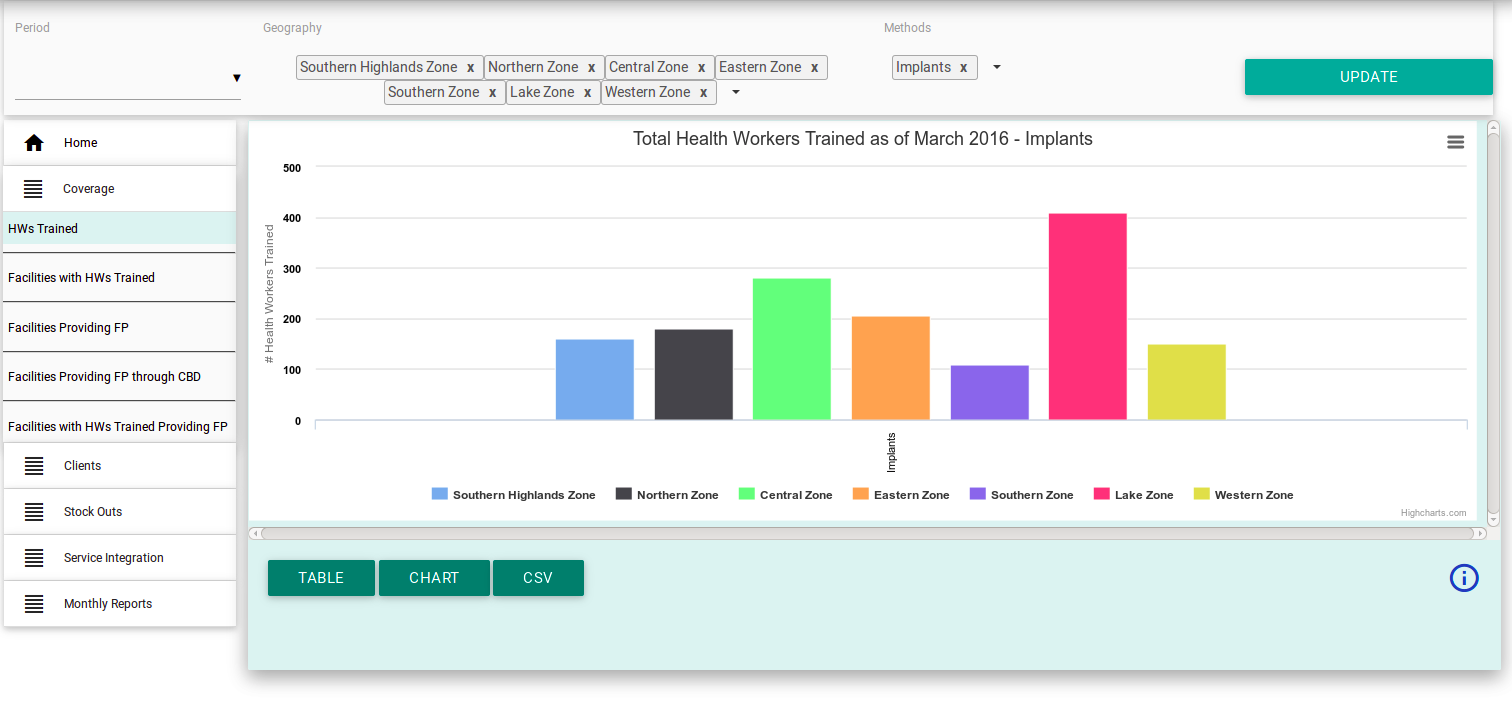 Period
Geography
Methods
Southern Highlands Zone x Northern Zone x Central Zone x Eastern Zone x
Southern Zone x Lake Zone x Western Zone x
Implants x
UPDATE
Home
Coverage
HWs Trained
Facilities with HWs Trained
Facilities Providing FP
Facilities Providing FP through CBD
Facilities with HWs Trained Providing FP
Clients
Stock Outs
Service Integration
Monthly Reports
Total Health Workers Trained as of March 2016 - Implants
# Health Workers Trained
500
400
300
200
100
0
Implants
Southern Highlands Zone Northern Zone Central Zone Eastern Zone Southern Zone Lake Zone Western Zone
Highcharts.com
TABLE CHART CSV